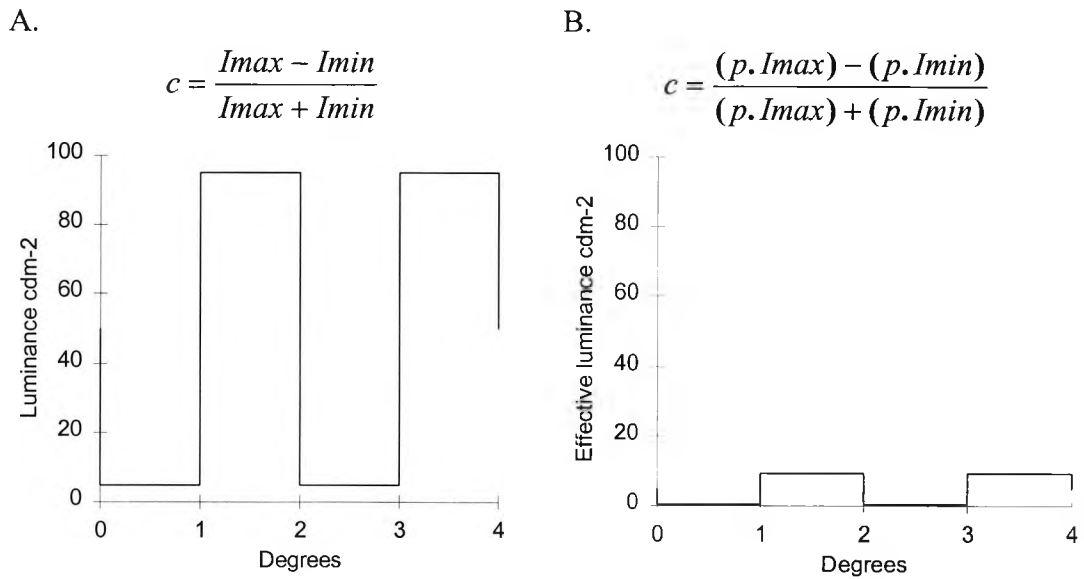 A.
c = Imax − Imin / Imax + Imin
Luminance cdm-2
100
80
60
40
20
0
0 1 2 3 4
Degrees
B.
c = (p.Imax) − (p.Imin) / (p.Imax) + (p.Imin)
Effective luminance cdm-2
100
80
60
40
20
0
0 1 2 3 4
Degrees